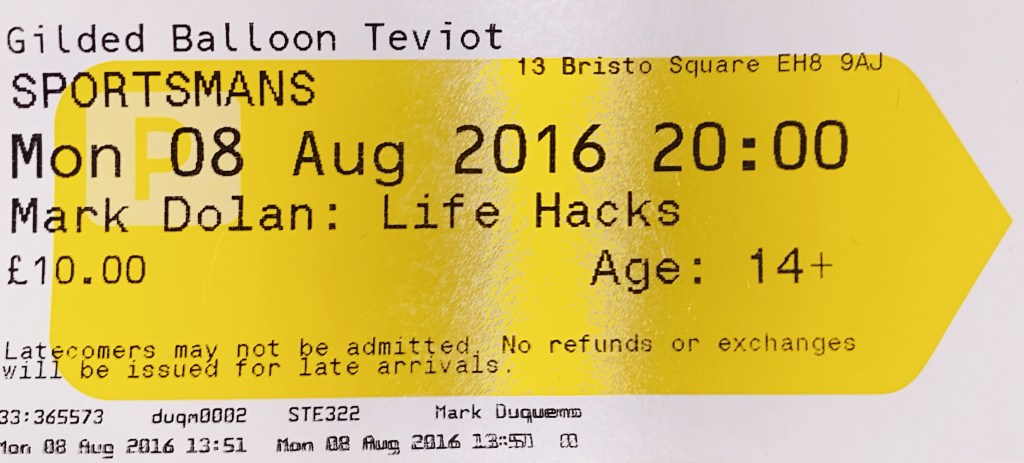 Gilded Balloon Teviot
13 Bristo Square EH8 9AJ
SPORTSMANS
P
Mon 08 Aug 2016 20:00
Mark Dolan: Life Hacks
£10.00 Age: 14+
Latecomers may not be admitted. No refunds or exchanges
will be issued for late arrivals.
33:365573 duqm0002 STE322 Mark Duquemo
Mon 08 Aug 2016 13:51 Mon 08 Aug 2016 13:51